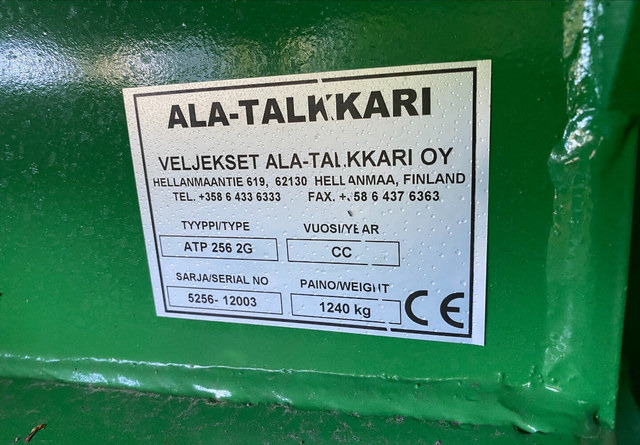 ALA-TALKKARI
VELJEKSET ALA-TALKKARI OY
HELLANMAANTIE 619, 62130 HELLANMAA, FINLAND
TEL. +358 6 433 6333 FAX. +358 6 437 6363
TYYPPI/TYPE VUOSI/YEAR
ATP 256 2G CC
SARJA/SERIAL NO PAINO/WEIGHT
5256- 12003 1240 kg CE